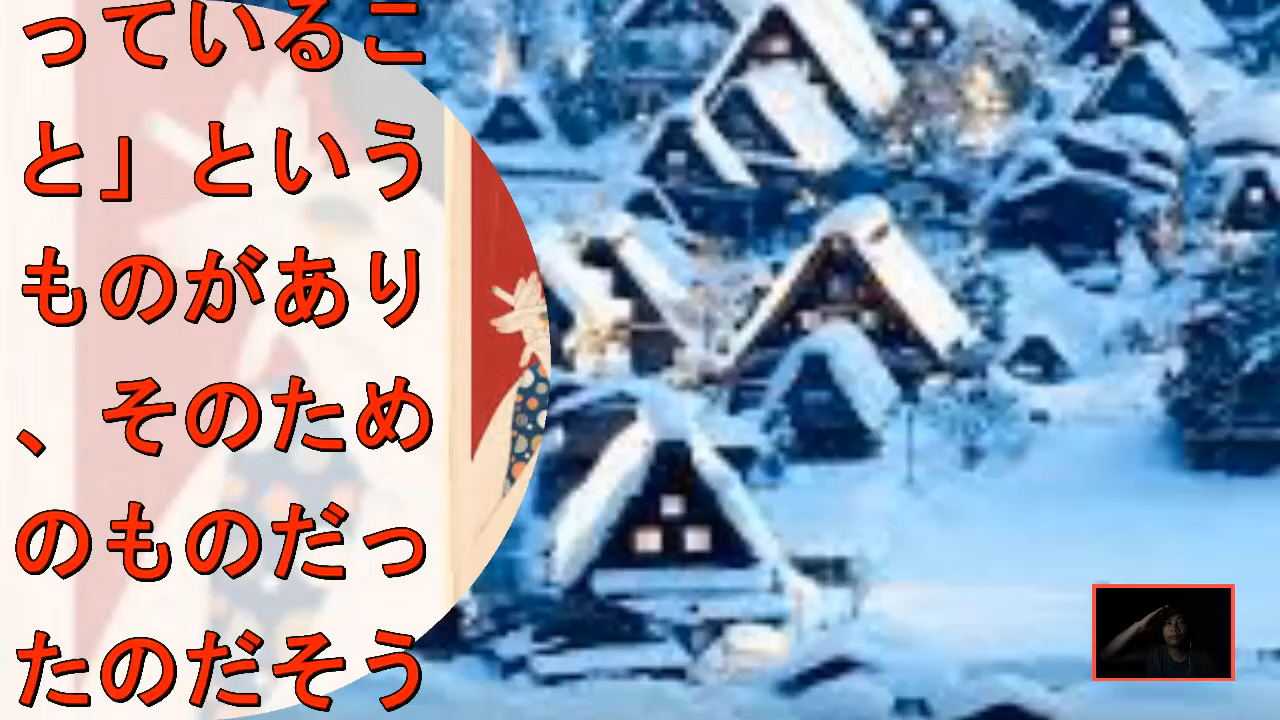 っているこ
と」という
ものがあり
、そのため
のものだっ
たのだそう